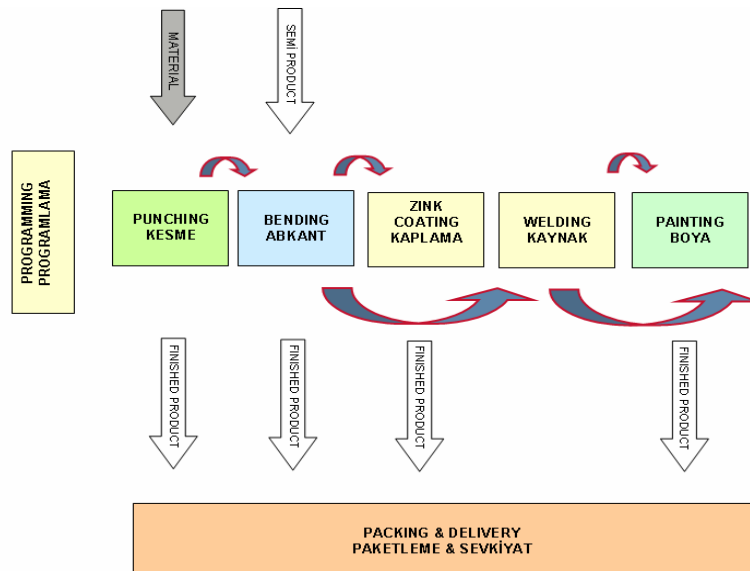 MATERIAL
SEMİ PRODUCT
PROGRAMMING
PROGRAMLAMA
PUNCHING
KESME
BENDING
ABKANT
ZINK
COATING
KAPLAMA
WELDING
KAYNAK
PAINTING
BOYA
FINISHED PRODUCT
FINISHED PRODUCT
FINISHED PRODUCT
FINISHED PRODUCT
PACKING & DELIVERY
PAKETLEME & SEVKİYAT